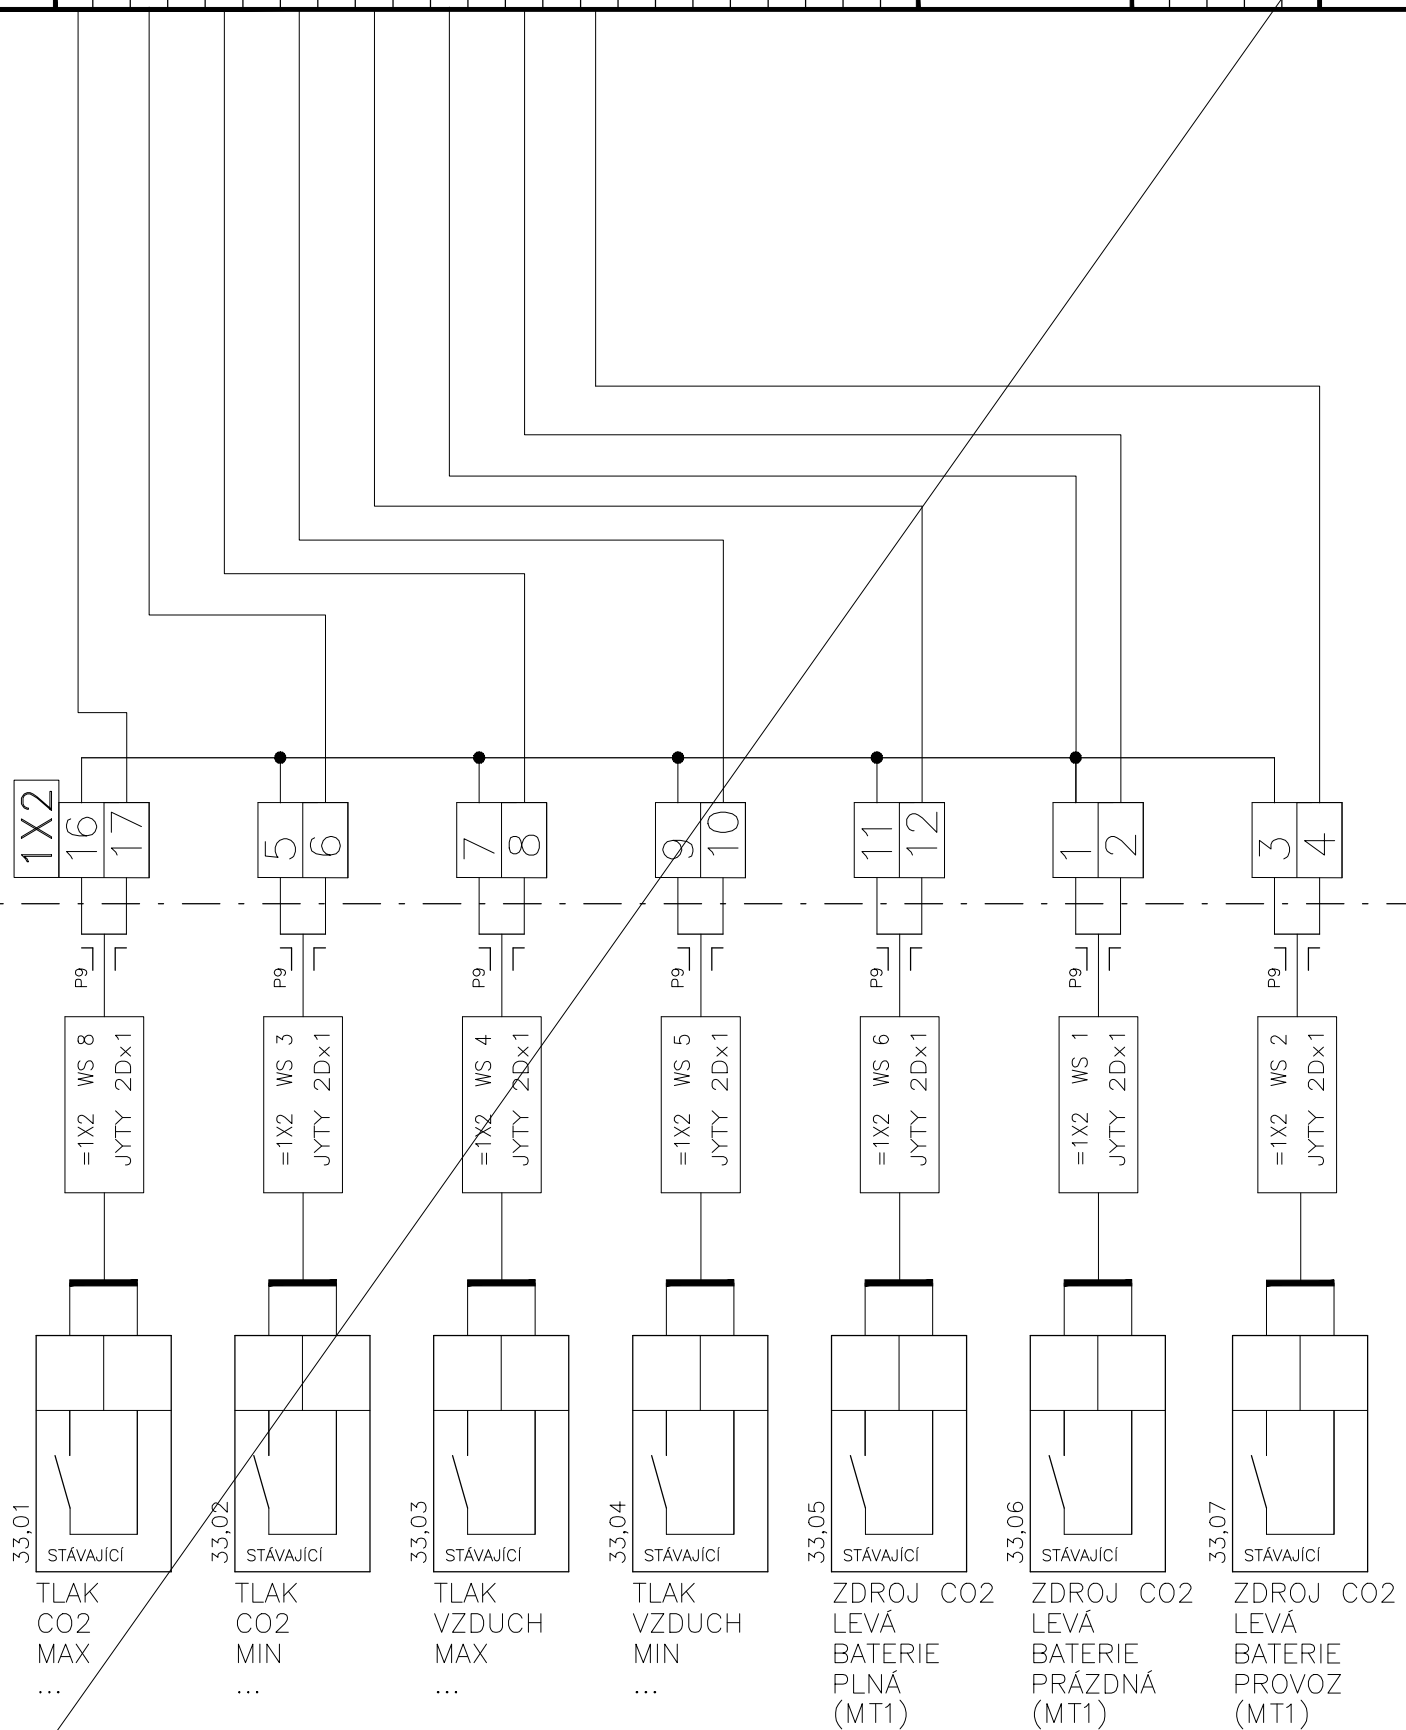 1X2
16
17
5
6
7
8
9
10
11
12
1
2
3
4
P9
P9
P9
P9
P9
P9
P9
=1X2 WS 8
JYTY 2Dx1
=1X2 WS 3
JYTY 2Dx1
=1X2 WS 4
JYTY 2Dx1
=1X2 WS 5
JYTY 2Dx1
=1X2 WS 6
JYTY 2Dx1
=1X2 WS 1
JYTY 2Dx1
=1X2 WS 2
JYTY 2Dx1
33,01
STÁVAJÍCÍ
TLAK
CO2
MAX
...
33,02
STÁVAJÍCÍ
TLAK
CO2
MIN
...
33,03
STÁVAJÍCÍ
TLAK
VZDUCH
MAX
...
33,04
STÁVAJÍCÍ
TLAK
VZDUCH
MIN
...
33,05
STÁVAJÍCÍ
ZDROJ CO2
LEVÁ
BATERIE
PLNÁ
(MT1)
33,06
STÁVAJÍCÍ
ZDROJ CO2
LEVÁ
BATERIE
PRÁZDNÁ
(MT1)
33,07
STÁVAJÍCÍ
ZDROJ CO2
LEVÁ
BATERIE
PROVOZ
(MT1)